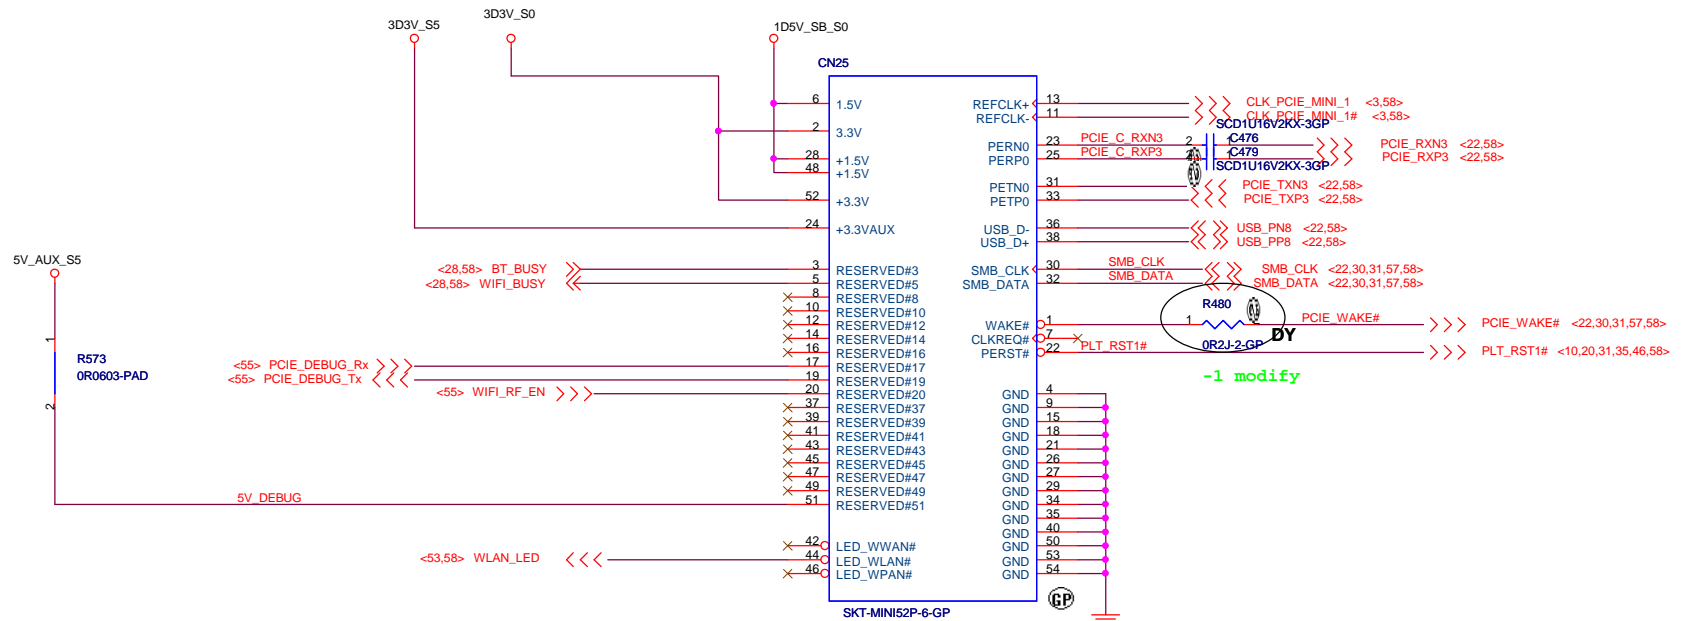 3D3V_S5
3D3V_S0
1D5V_SB_S0
5V_AUX_S5
CN25
6 1.5V
2 3.3V
28 +1.5V
48 +1.5V
52 +3.3V
24 +3.3VAUX
<28,58> BT_BUSY 3 RESERVED#3
<28,58> WIFI_BUSY 5 RESERVED#5
8 RESERVED#8
10 RESERVED#10
12 RESERVED#12
14 RESERVED#14
16 RESERVED#16
<55> PCIE_DEBUG_Rx 17 RESERVED#17
<55> PCIE_DEBUG_Tx 19 RESERVED#19
<55> WIFI_RF_EN 20 RESERVED#20
37 RESERVED#37
39 RESERVED#39
41 RESERVED#41
43 RESERVED#43
45 RESERVED#45
47 RESERVED#47
49 RESERVED#49
5V_DEBUG 51 RESERVED#51
42 LED_WWAN#
<53,58> WLAN_LED 44 LED_WLAN#
46 LED_WPAN#
1
R573
0R0603-PAD
2
REFCLK+ 13 CLK_PCIE_MINI_1 <3,58>
REFCLK- 11 CLK_PCIE_MINI_1# <3,58>
SCD1U16V2KX-3GP
PERN0 23 PCIE_C_RXN3 2 1 C476 PCIE_RXN3 <22,58>
PERP0 25 PCIE_C_RXP3 C479 PCIE_RXP3 <22,58>
SCD1U16V2KX-3GP
PETN0 31 PCIE_TXN3 <22,58>
PETP0 33 PCIE_TXP3 <22,58>
USB_D- 36 USB_PN8 <22,58>
USB_D+ 38 USB_PP8 <22,58>
SMB_CLK 30 SMB_CLK SMB_CLK <22,30,31,57,58>
SMB_DATA 32 SMB_DATA SMB_DATA <22,30,31,57,58>
R480
WAKE# 1 1 PCIE_WAKE# PCIE_WAKE# <22,30,31,57,58>
CLKREQ# 7
0R2J-2-GP DY
PERST# 22 PLT_RST1# PLT_RST1# <10,20,31,35,46,58>
-1 modify
GND 4
GND 9
GND 15
GND 18
GND 21
GND 26
GND 27
GND 29
GND 34
GND 35
GND 40
GND 50
GND 53
GND 54
GP
SKT-MINI52P-6-GP